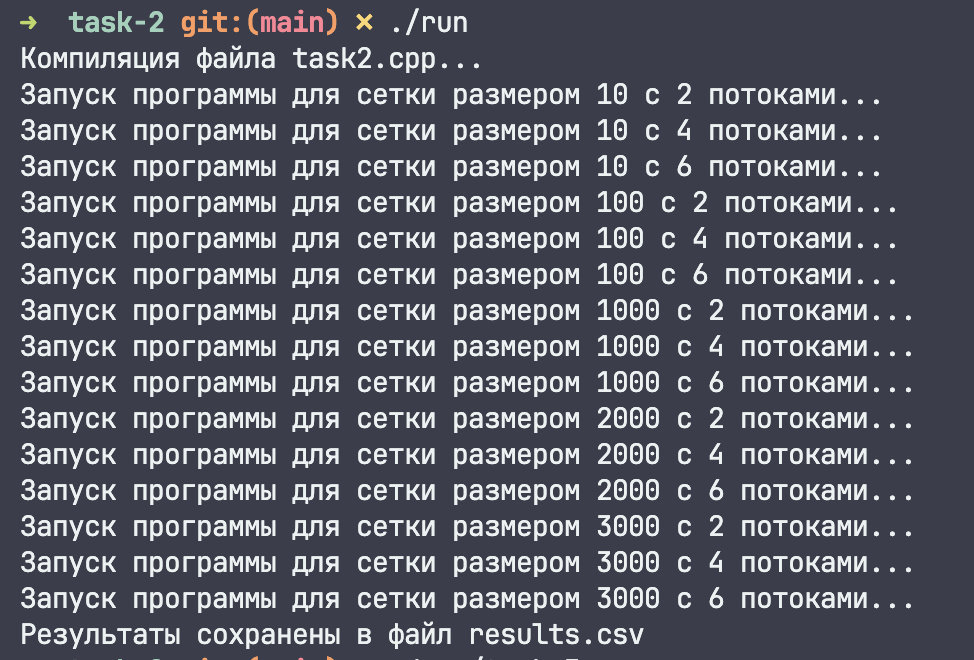 ➜ task-2 git:(main) ✗ ./run
Компиляция файла task2.cpp...
Запуск программы для сетки размером 10 с 2 потоками...
Запуск программы для сетки размером 10 с 4 потоками...
Запуск программы для сетки размером 10 с 6 потоками...
Запуск программы для сетки размером 100 с 2 потоками...
Запуск программы для сетки размером 100 с 4 потоками...
Запуск программы для сетки размером 100 с 6 потоками...
Запуск программы для сетки размером 1000 с 2 потоками...
Запуск программы для сетки размером 1000 с 4 потоками...
Запуск программы для сетки размером 1000 с 6 потоками...
Запуск программы для сетки размером 2000 с 2 потоками...
Запуск программы для сетки размером 2000 с 4 потоками...
Запуск программы для сетки размером 2000 с 6 потоками...
Запуск программы для сетки размером 3000 с 2 потоками...
Запуск программы для сетки размером 3000 с 4 потоками...
Запуск программы для сетки размером 3000 с 6 потоками...
Результаты сохранены в файл results.csv